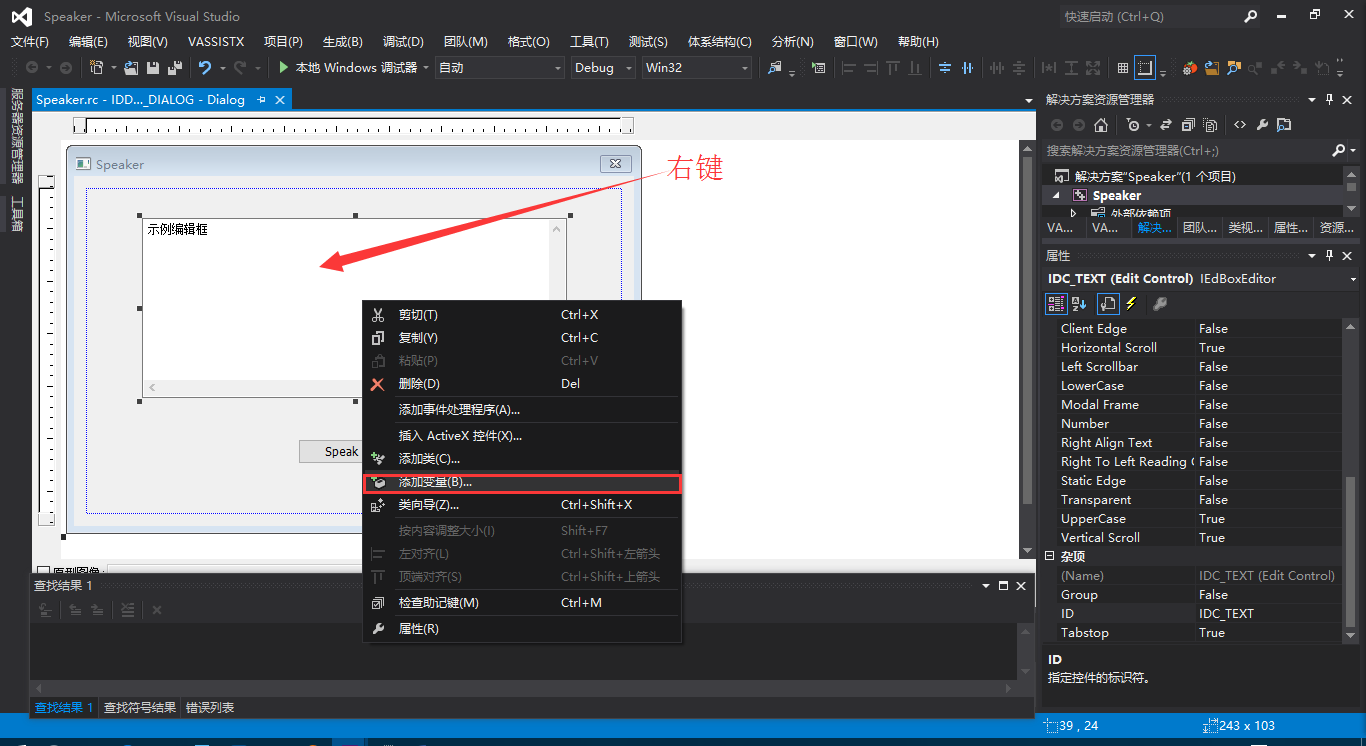 Speaker - Microsoft Visual Studio
快速启动 (Ctrl+Q)
文件(F) 编辑(E) 视图(V) VASSISTX 项目(P) 生成(B) 调试(D) 团队(M) 格式(O) 工具(T) 测试(S) 体系结构(C) 分析(N) 窗口(W) 帮助(H)
本地 Windows 调试器 自动 Debug Win32
服务器资源管理器
工具箱
Speaker.rc - IDD..._DIALOG - Dialog
Speaker
右键
示例编辑框
Speak
剪切(T) Ctrl+X
复制(Y) Ctrl+C
粘贴(P) Ctrl+V
删除(D) Del
添加事件处理程序(A)...
插入 ActiveX 控件(X)...
添加类(C)...
添加变量(B)...
类向导(Z)... Ctrl+Shift+X
按内容调整大小(I) Shift+F7
左对齐(L) Ctrl+Shift+左箭头
顶端对齐(S) Ctrl+Shift+上箭头
检查助记键(M) Ctrl+M
属性(R)
原型图像:
查找结果 1
查找结果 1 查找符号结果 错误列表
解决方案资源管理器
搜索解决方案资源管理器(Ctrl+;)
解决方案"Speaker"(1 个项目)
Speaker
外部依赖项
VA... VA... 解决... 团队... 类视... 属性... 资源...
属性
IDC_TEXT (Edit Control) IEdBoxEditor
Client Edge False
Horizontal Scroll True
Left Scrollbar False
LowerCase False
Modal Frame False
Number False
Right Align Text False
Right To Left Reading False
Static Edge False
Transparent False
UpperCase True
Vertical Scroll True
杂项
(Name) IDC_TEXT (Edit Control)
Group False
ID IDC_TEXT
Tabstop True
ID
指定控件的标识符。
39 , 24 243 x 103